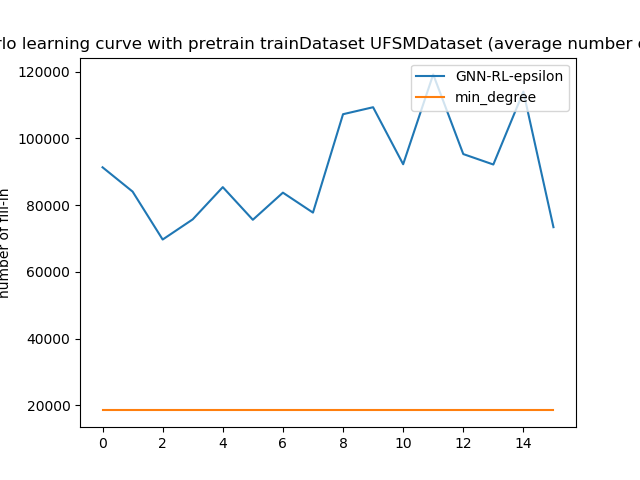 rlo learning curve with pretrain trainDataset UFSMDataset (average number
GNN-RL-epsilon
min_degree
number of fill-in
120000
100000
80000
60000
40000
20000
0 2 4 6 8 10 12 14